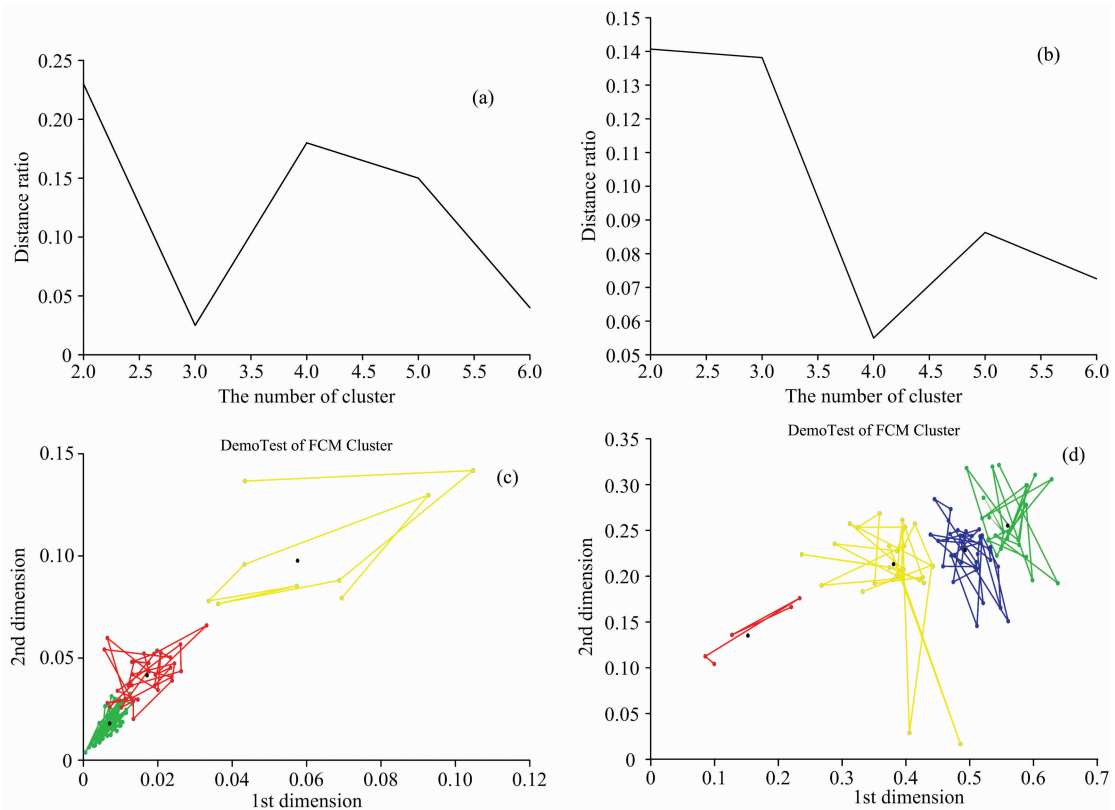 (a)
Distance ratio
0.25
0.20
0.15
0.10
0.05
0
2.0 2.5 3.0 3.5 4.0 4.5 5.0 5.5 6.0
The number of cluster
(b)
Distance ratio
0.15
0.14
0.13
0.12
0.11
0.10
0.09
0.08
0.07
0.06
0.05
2.0 2.5 3.0 3.5 4.0 4.5 5.0 5.5 6.0
The number of cluster
DemoTest of FCM Cluster
(c)
2nd dimension
0.15
0.10
0.05
0
0 0.02 0.04 0.06 0.08 0.10 0.12
1st dimension
DemoTest of FCM Cluster
(d)
2nd dimension
0.35
0.30
0.25
0.20
0.15
0.10
0.05
0
0 0.1 0.2 0.3 0.4 0.5 0.6 0.7
1st dimension